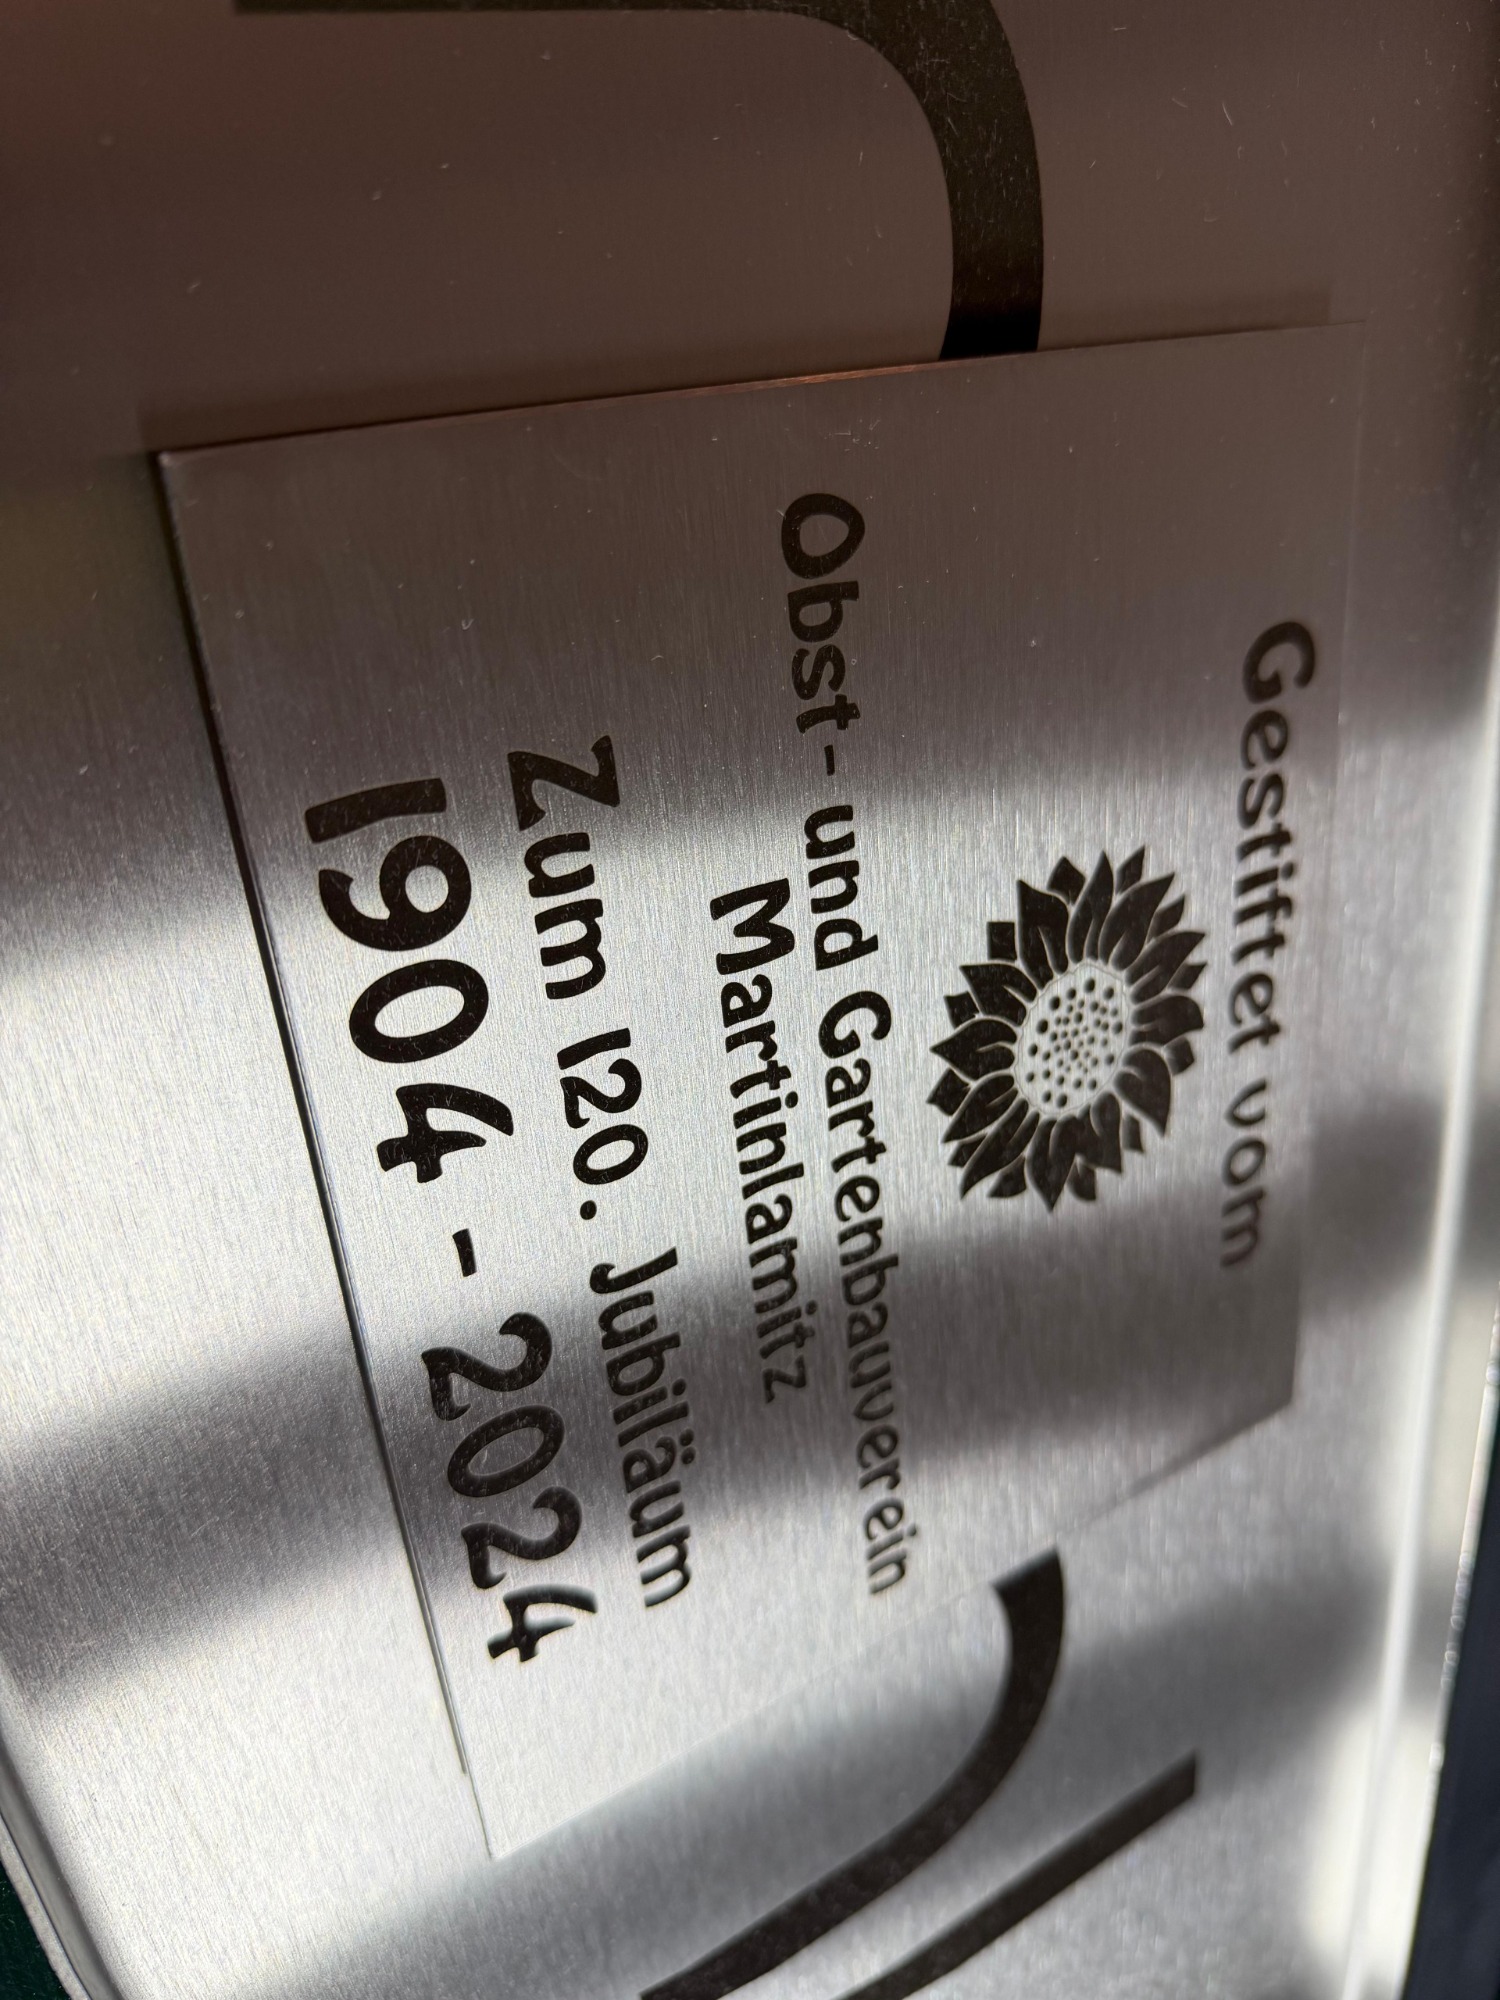 Gestiftet vom
Obst- und Gartenbauverein
Martinlamitz
Zum 120. Jubiläum
1904 - 2024